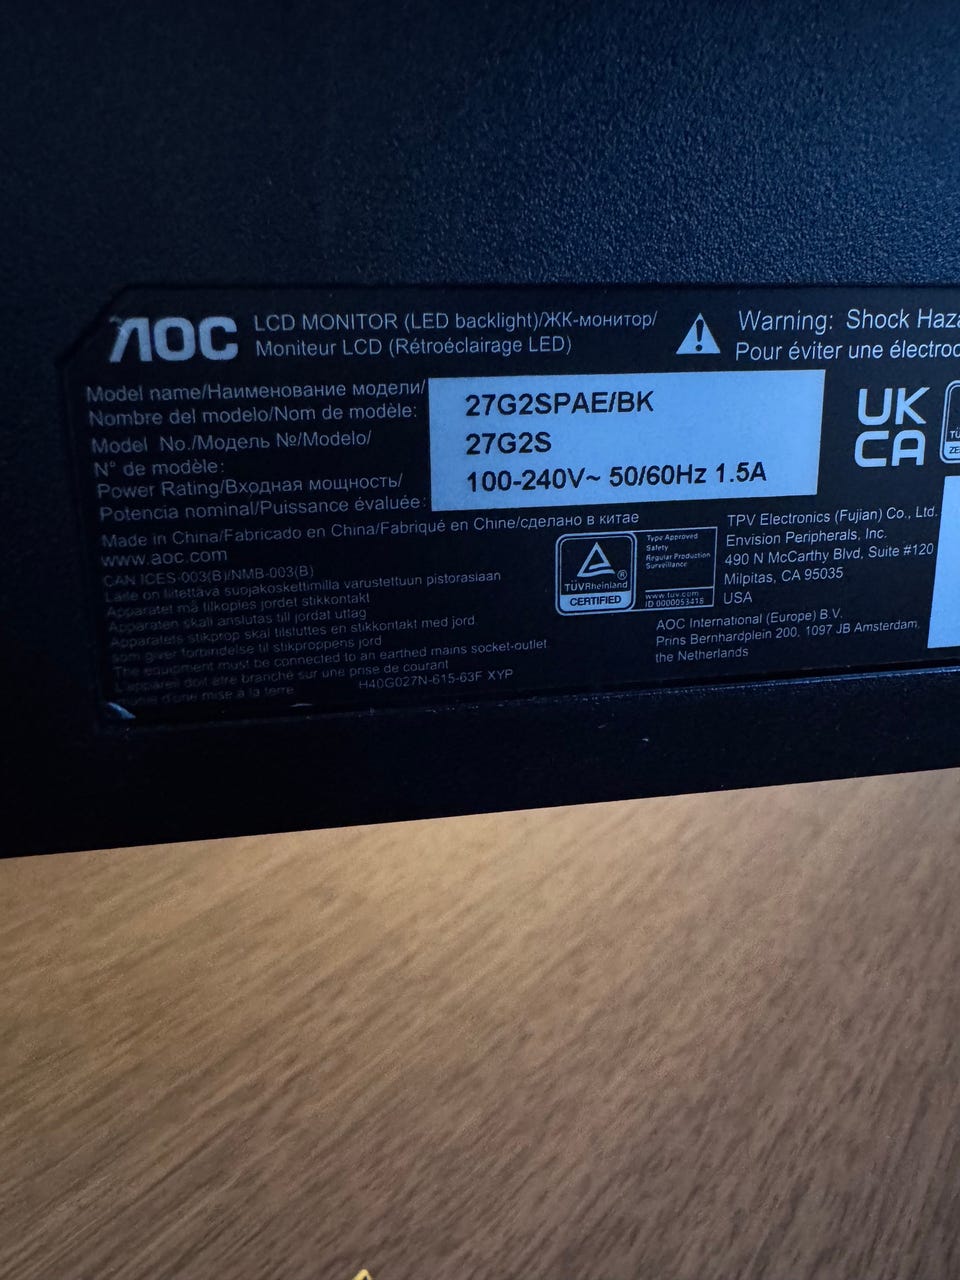 AOC
LCD MONITOR (LED backlight)/ЖК-монитор/
Moniteur LCD (Rétroéclairage LED)
Warning: Shock Haza
Pour éviter une électroc
Model name/Наименование модели/
Nombre del modelo/Nom de modèle:
27G2SPAE/BK
Model No./Модель №/Modelo/
N° de modèle:
27G2S
Power Rating/Входная мощность/
Potencia nominal/Puissance évaluée:
100-240V~ 50/60Hz 1.5A
UK
CA
Made in China/Fabricado en China/Fabriqué en Chine/сделано в китае
www.aoc.com
CAN ICES-003(B)/NMB-003(B)
Laite on liitettävä suojakoskettimilla varustettuun pistorasiaan
Apparatet må tilkoples jordet stikkontakt
Apparaten skall anslutas till jordat uttag
Apparatets stikprop skal tilsluttes en stikkontakt med jord,
som giver forbindelse til stikproppens jord
The equipment must be connected to an earthed mains socket-outlet
L'appareil doit être branché sur une prise de courant
d'une mise à la terre
H40G027N-615-63F XYP
TÜVRheinland
®
CERTIFIED
Type Approved
Safety
Regular Production
Surveillance
www.tuv.com
ID 0000053418
TPV Electronics (Fujian) Co., Ltd.
Envision Peripherals, Inc.
490 N McCarthy Blvd, Suite #120
Milpitas, CA 95035
USA
AOC International (Europe) B.V.
Prins Bernhardplein 200, 1097 JB Amsterdam,
the Netherlands